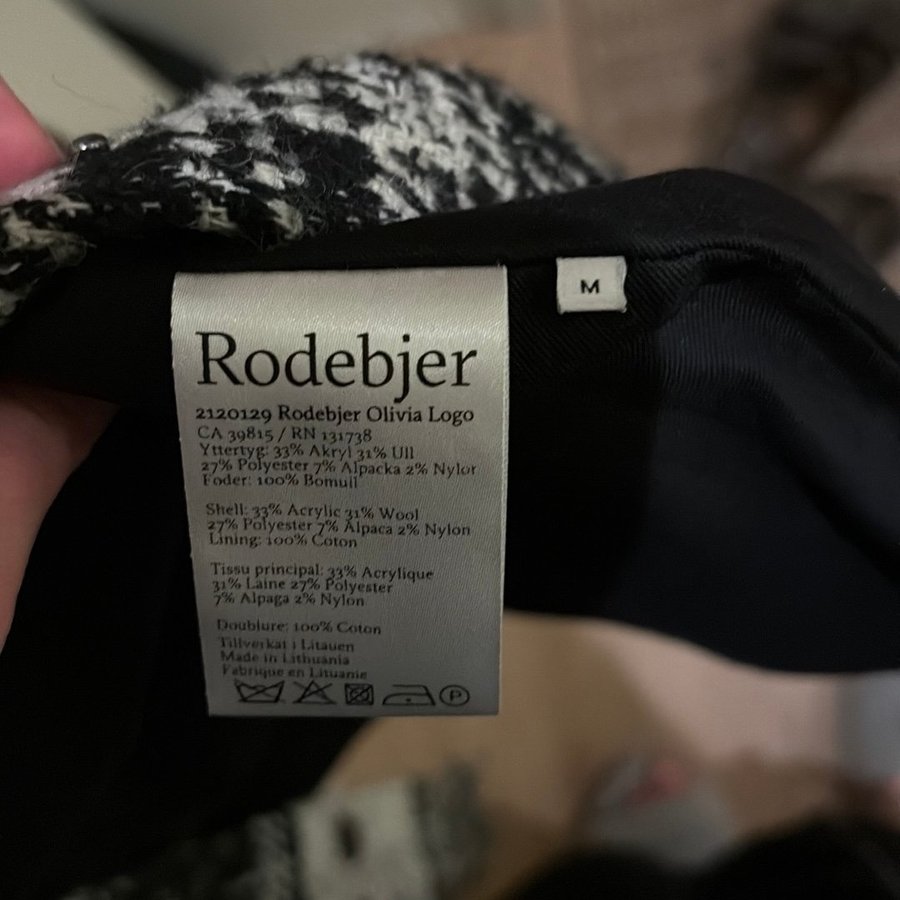 M
Rodebjer
2120129 Rodebjer Olivia Logo
CA 39815 / RN 131738
Yttertyg: 33% Akryl 31% Ull
27% Polyester 7% Alpacka 2% Nylon
Foder: 100% Bomull
Shell: 33% Acrylic 31% Wool
27% Polyester 7% Alpaca 2% Nylon
Lining: 100% Coton
Tissu principal: 33% Acrylique
31% Laine 27% Polyester
7% Alpaga 2% Nylon
Doublure: 100% Coton
Tillverkat i Litauen
Made in Lithuania
Fabriqué en Lituanie
P